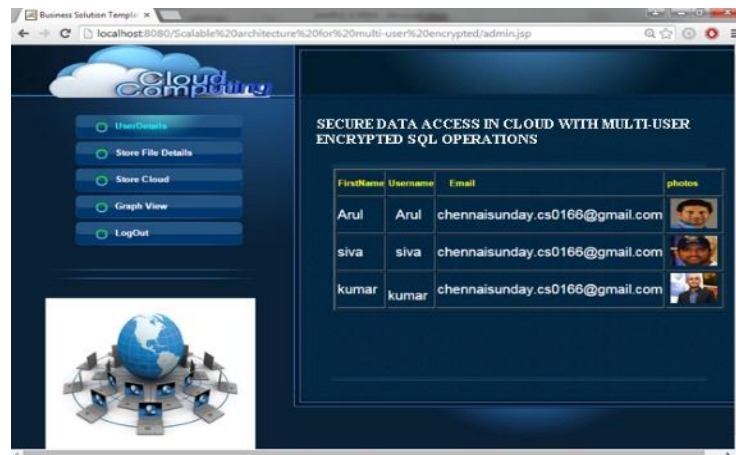 Business Solution Templa
localhost:8080/Scalable%20architecture%20for%20multi-user%20encrypted/admin.jsp
Cloud
Computing
UserDetails
Store File Details
Store Cloud
Graph View
LogOut
SECURE DATA ACCESS IN CLOUD WITH MULTI-USER
ENCRYPTED SQL OPERATIONS
FirstName Username Email photos
Arul Arul chennaisunday.cs0166@gmail.com
siva siva chennaisunday.cs0166@gmail.com
kumar kumar chennaisunday.cs0166@gmail.com